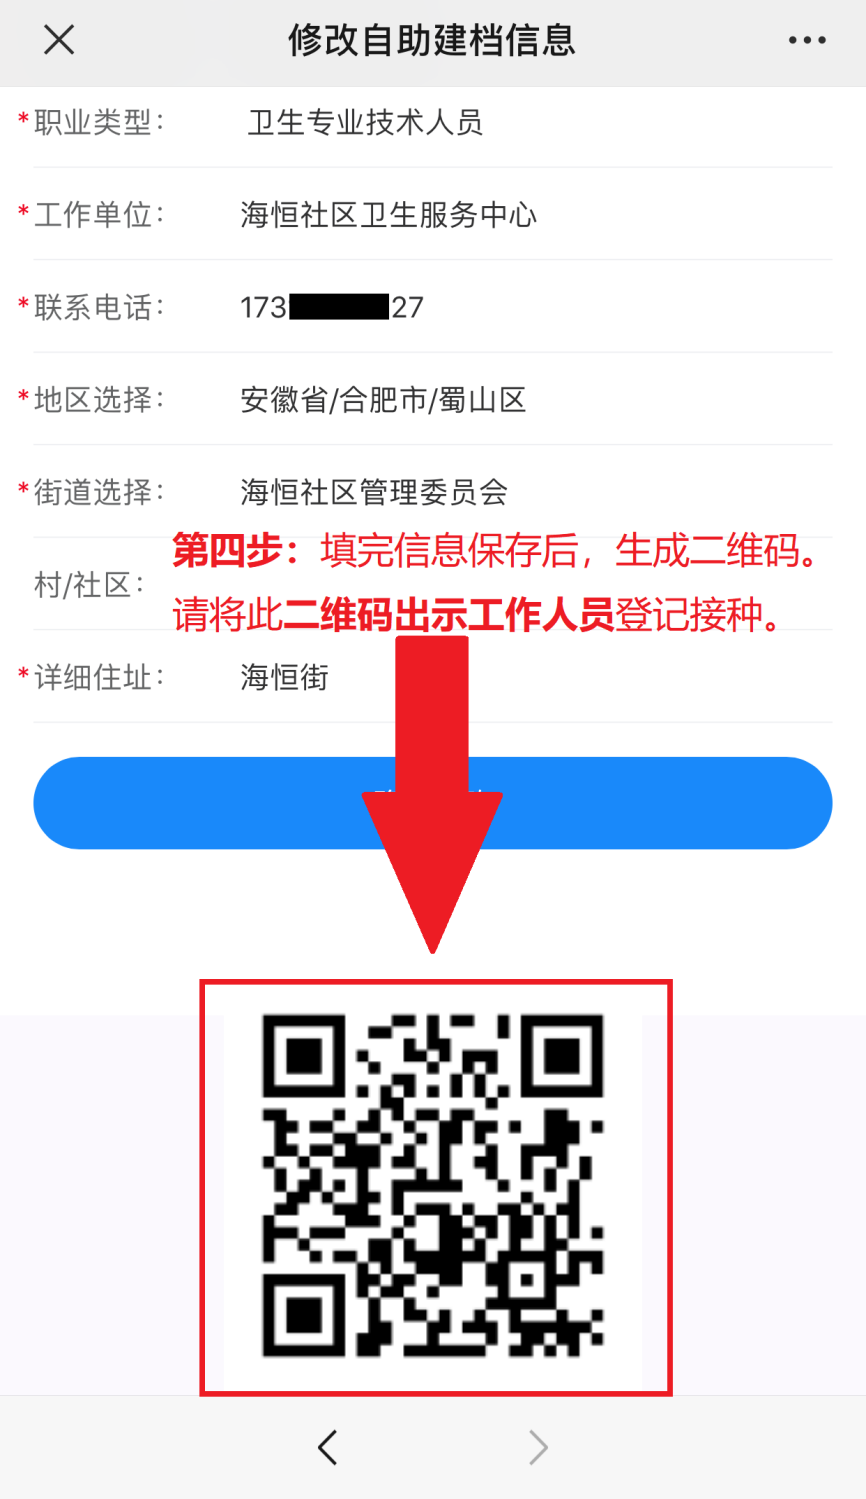 修改自助建档信息
*职业类型： 卫生专业技术人员
*工作单位： 海恒社区卫生服务中心
*联系电话： 173 27
*地区选择： 安徽省/合肥市/蜀山区
*街道选择： 海恒社区管理委员会
第四步：填完信息保存后，生成二维码。
村/社区：
请将此二维码出示工作人员登记接种。
*详细住址： 海恒街